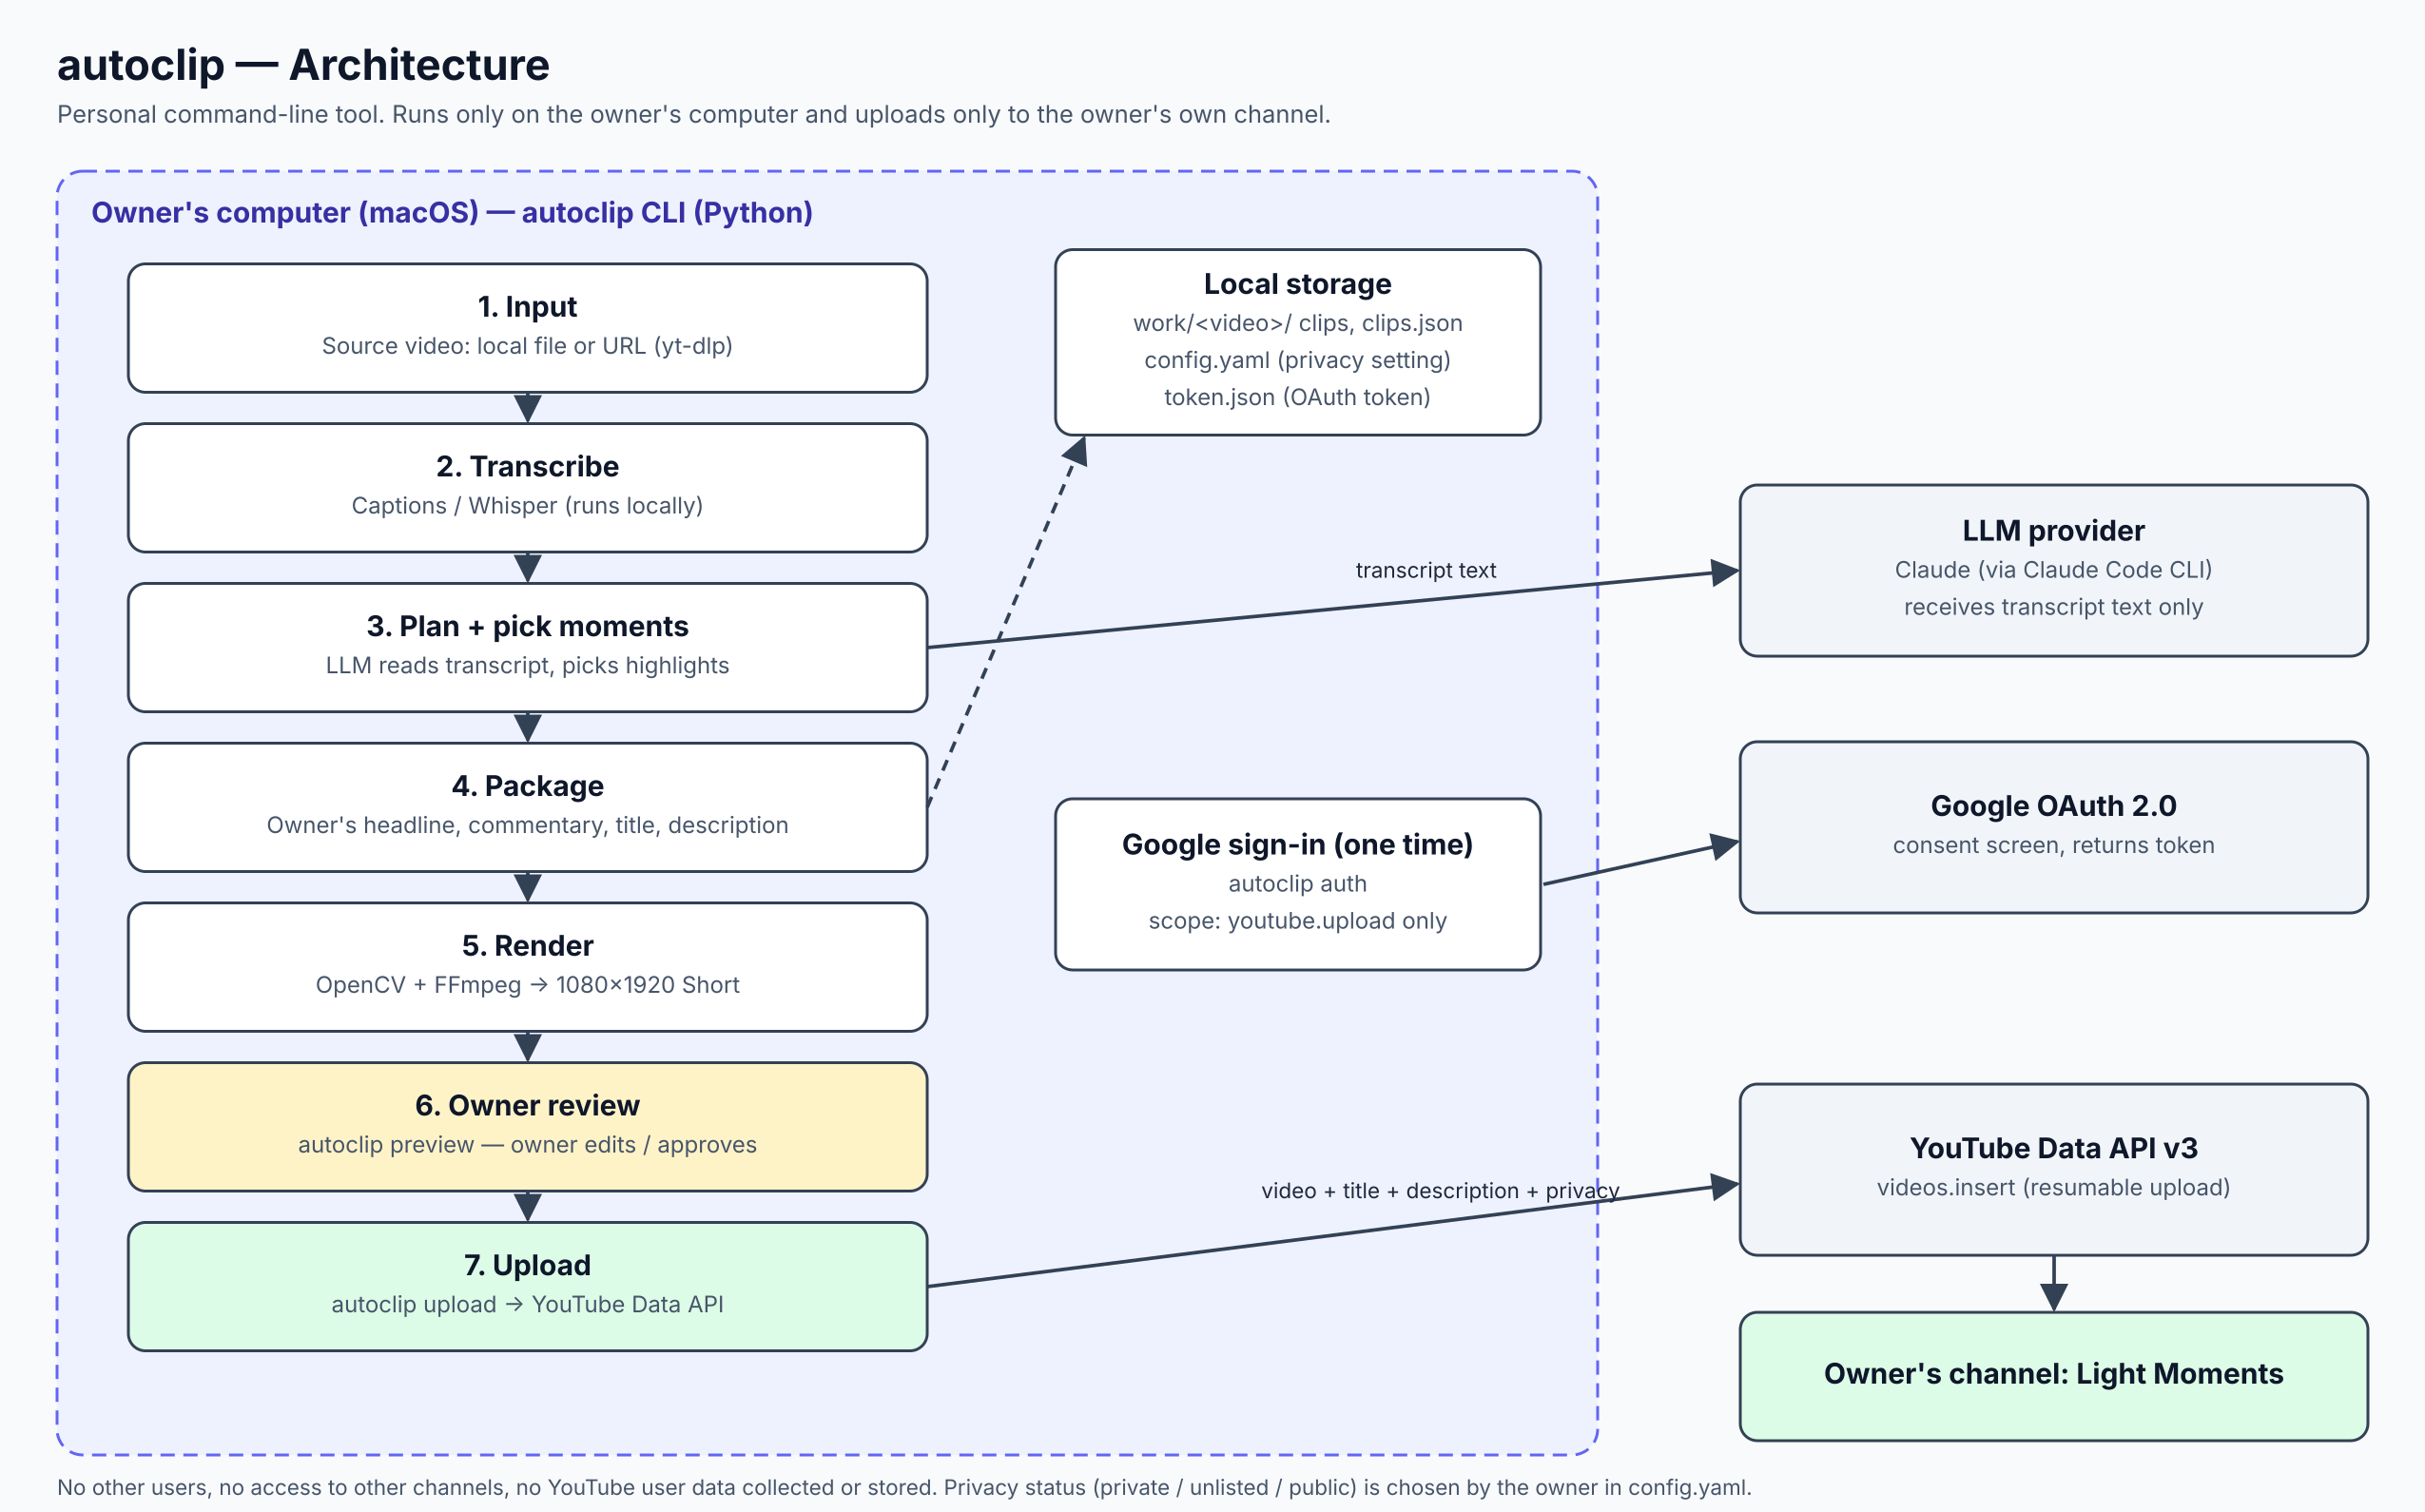 autoclip — Architecture
Personal command-line tool. Runs only on the owner's computer and uploads only to the owner's own channel.
Owner's computer (macOS) — autoclip CLI (Python)
1. Input
Source video: local file or URL (yt-dlp)
2. Transcribe
Captions / Whisper (runs locally)
3. Plan + pick moments
LLM reads transcript, picks highlights
4. Package
Owner's headline, commentary, title, description
5. Render
OpenCV + FFmpeg → 1080×1920 Short
6. Owner review
autoclip preview — owner edits / approves
7. Upload
autoclip upload → YouTube Data API
Local storage
work/<video>/ clips, clips.json
config.yaml (privacy setting)
token.json (OAuth token)
transcript text
Google sign-in (one time)
autoclip auth
scope: youtube.upload only
video + title + description + privacy
LLM provider
Claude (via Claude Code CLI)
receives transcript text only
Google OAuth 2.0
consent screen, returns token
YouTube Data API v3
videos.insert (resumable upload)
Owner's channel: Light Moments
No other users, no access to other channels, no YouTube user data collected or stored. Privacy status (private / unlisted / public) is chosen by the owner in config.yaml.